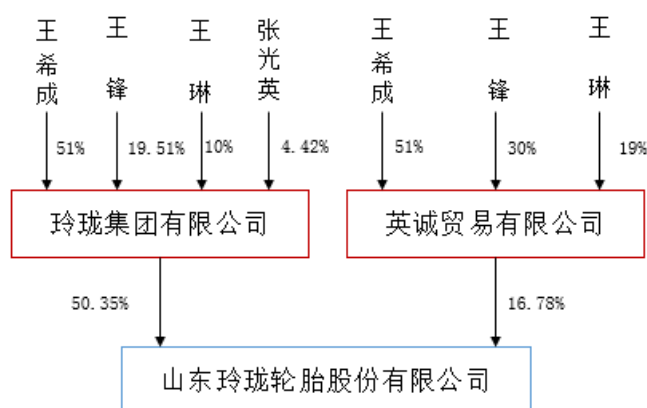 王希成
王锋
王琳
张光英
王希成
王锋
王琳
51%
19.51%
10%
4.42%
51%
30%
19%
玲珑集团有限公司
英诚贸易有限公司
50.35%
16.78%
山东玲珑轮胎股份有限公司